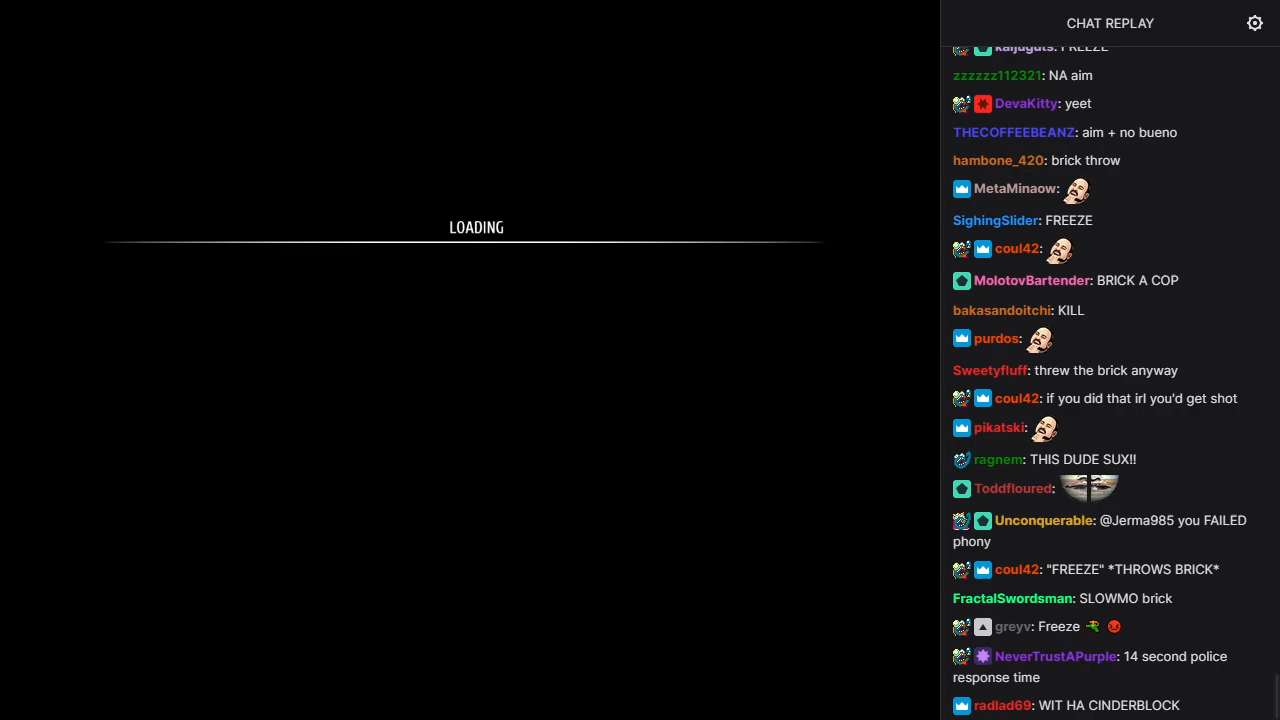 LOADING
CHAT REPLAY
kaijuguts: FREEZE
zzzzzz112321: NA aim
DevaKitty: yeet
THECOFFEEBEANZ: aim + no bueno
hambone_420: brick throw
MetaMinaow:
SighingSlider: FREEZE
coul42:
MolotovBartender: BRICK A COP
bakasandoitchi: KILL
purdos:
Sweetyfluff: threw the brick anyway
coul42: if you did that irl you'd get shot
pikatski:
ragnem: THIS DUDE SUX!!
Toddfloured:
Unconquerable: @Jerma985 you FAILED
phony
coul42: "FREEZE" *THROWS BRICK*
FractalSwordsman: SLOWMO brick
greyv: Freeze
NeverTrustAPurple: 14 second police
response time
radlad69: WIT HA CINDERBLOCK